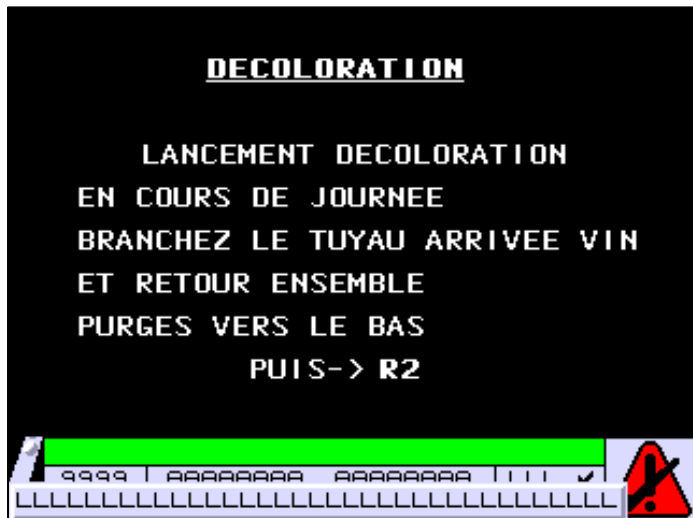 DECOLORATION
LANCEMENT DECOLORATION
EN COURS DE JOURNEE
BRANCHEZ LE TUYAU ARRIVEE VIN
ET RETOUR ENSEMBLE
PURGES VERS LE BAS
PUIS-> R2
9999 AAAAAAAA AAAAAAAA
LLLLLLLLLLLLLLLLLLLLLLLLLLLLLLLLLLLLL